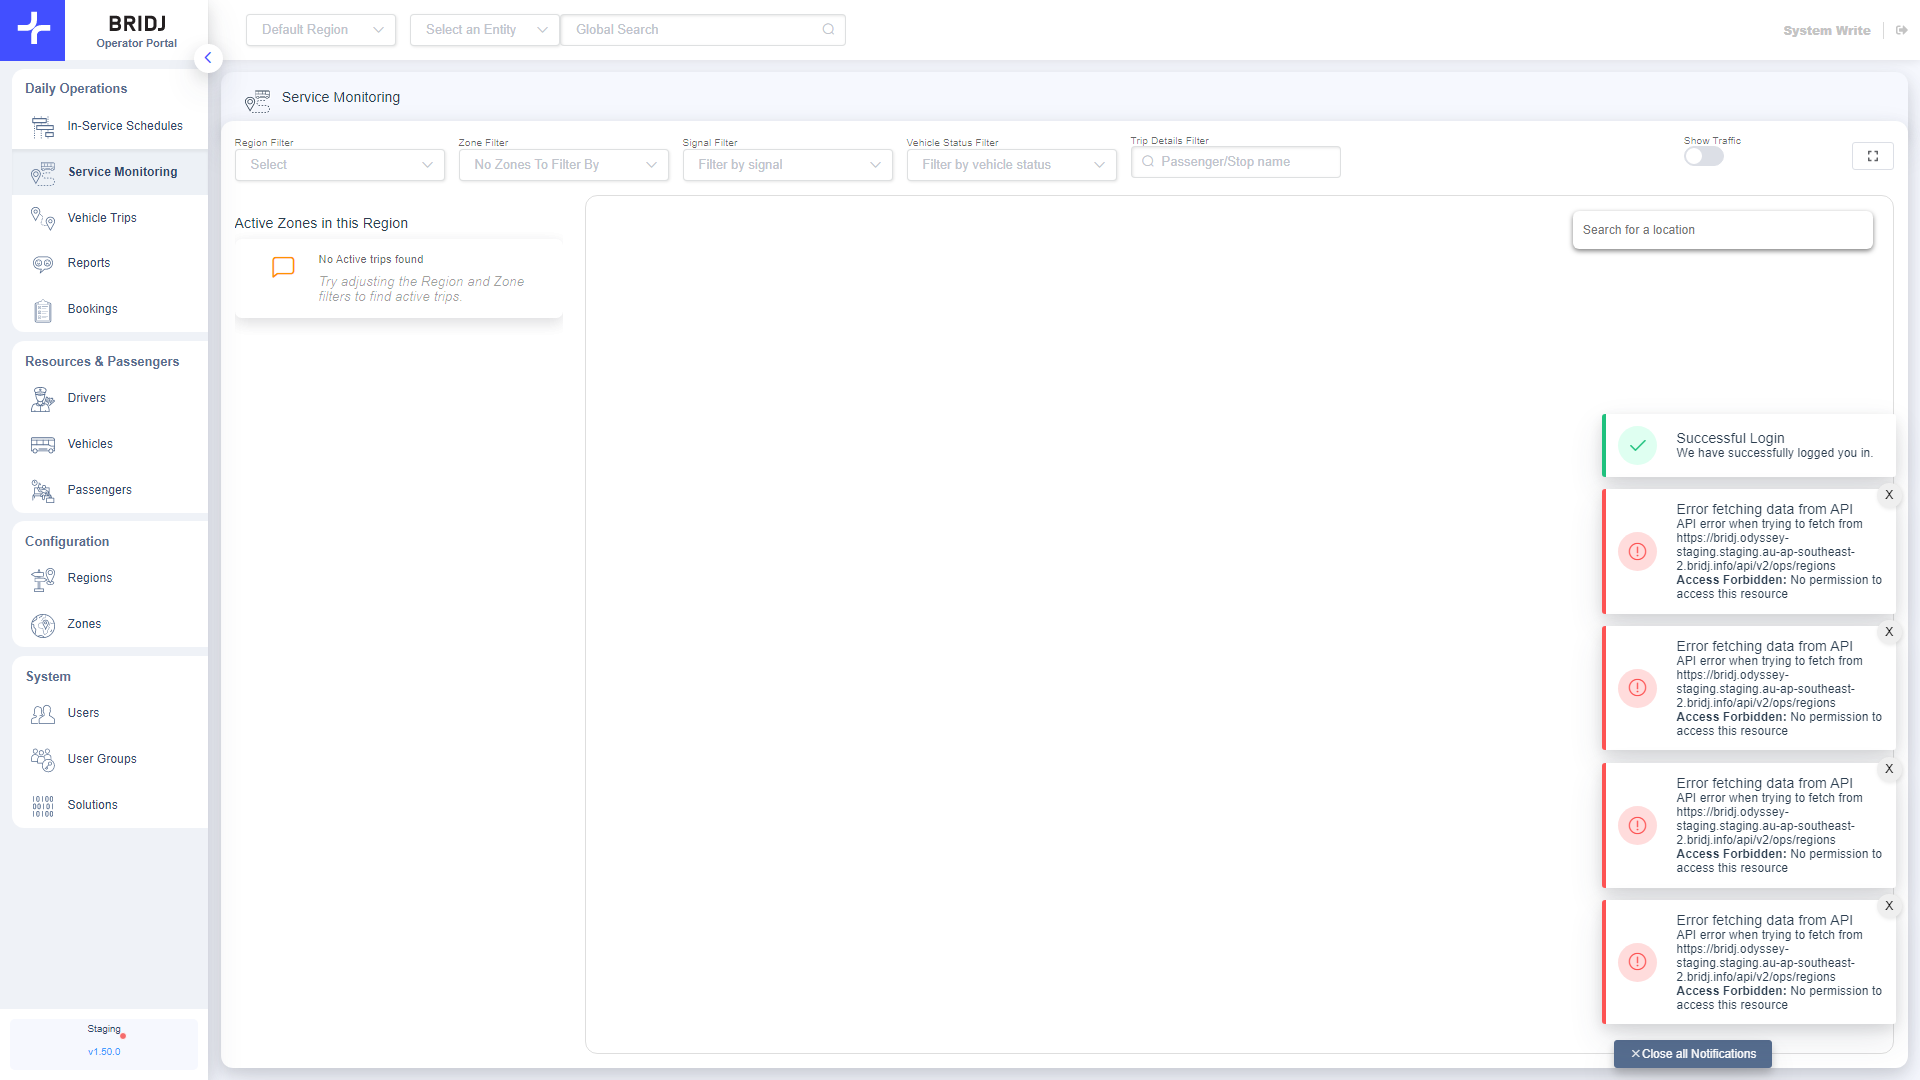 BRIDJ
Operator Portal
Default Region
Select an Entity
Global Search
System Write
Daily Operations
In-Service Schedules
Service Monitoring
Vehicle Trips
Reports
Bookings
Resources & Passengers
Drivers
Vehicles
Passengers
Configuration
Regions
Zones
System
Users
User Groups
Solutions
Staging
v1.50.0
Service Monitoring
Region Filter
Select
Zone Filter
No Zones To Filter By
Signal Filter
Filter by signal
Vehicle Status Filter
Filter by vehicle status
Trip Details Filter
Passenger/Stop name
Show Traffic
Active Zones in this Region
No Active trips found
Try adjusting the Region and Zone
filters to find active trips.
Search for a location
Successful Login
We have successfully logged you in.
X
Error fetching data from API
API error when trying to fetch from
https://bridj.odyssey-
staging.staging.au-ap-southeast-
2.bridj.info/api/v2/ops/regions
Access Forbidden: No permission to
access this resource
X
Error fetching data from API
API error when trying to fetch from
https://bridj.odyssey-
staging.staging.au-ap-southeast-
2.bridj.info/api/v2/ops/regions
Access Forbidden: No permission to
access this resource
X
Error fetching data from API
API error when trying to fetch from
https://bridj.odyssey-
staging.staging.au-ap-southeast-
2.bridj.info/api/v2/ops/regions
Access Forbidden: No permission to
access this resource
X
Error fetching data from API
API error when trying to fetch from
https://bridj.odyssey-
staging.staging.au-ap-southeast-
2.bridj.info/api/v2/ops/regions
Access Forbidden: No permission to
access this resource
×Close all Notifications